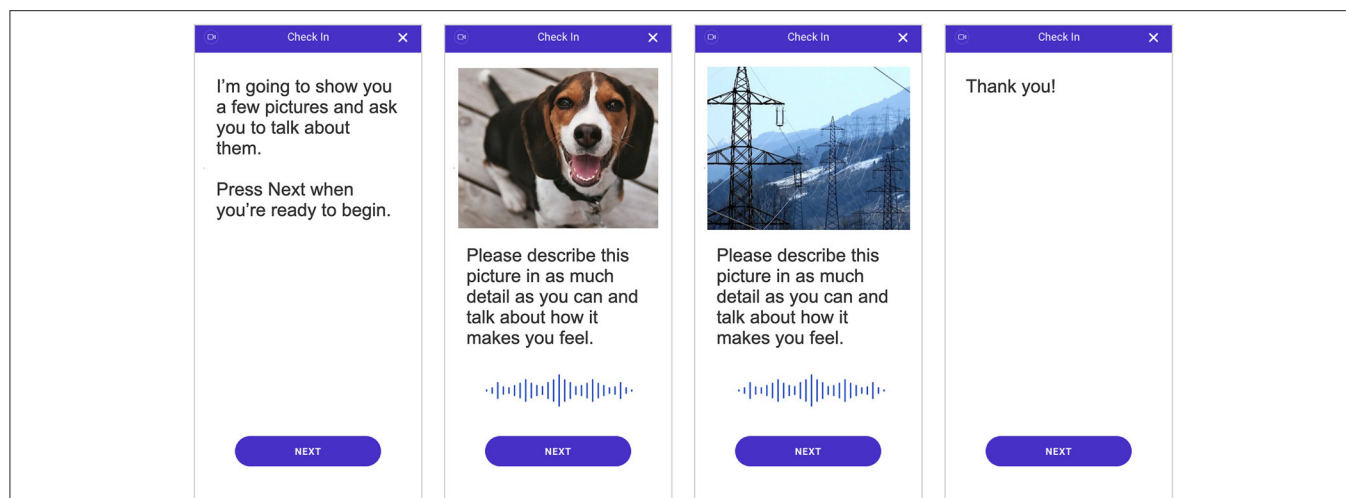 Check In
I'm going to show you
a few pictures and ask
you to talk about
them.
Press Next when
you're ready to begin.
NEXT
Check In
Please describe this
picture in as much
detail as you can and
talk about how it
makes you feel.
NEXT
Check In
Please describe this
picture in as much
detail as you can and
talk about how it
makes you feel.
NEXT
Check In
Thank you!
NEXT